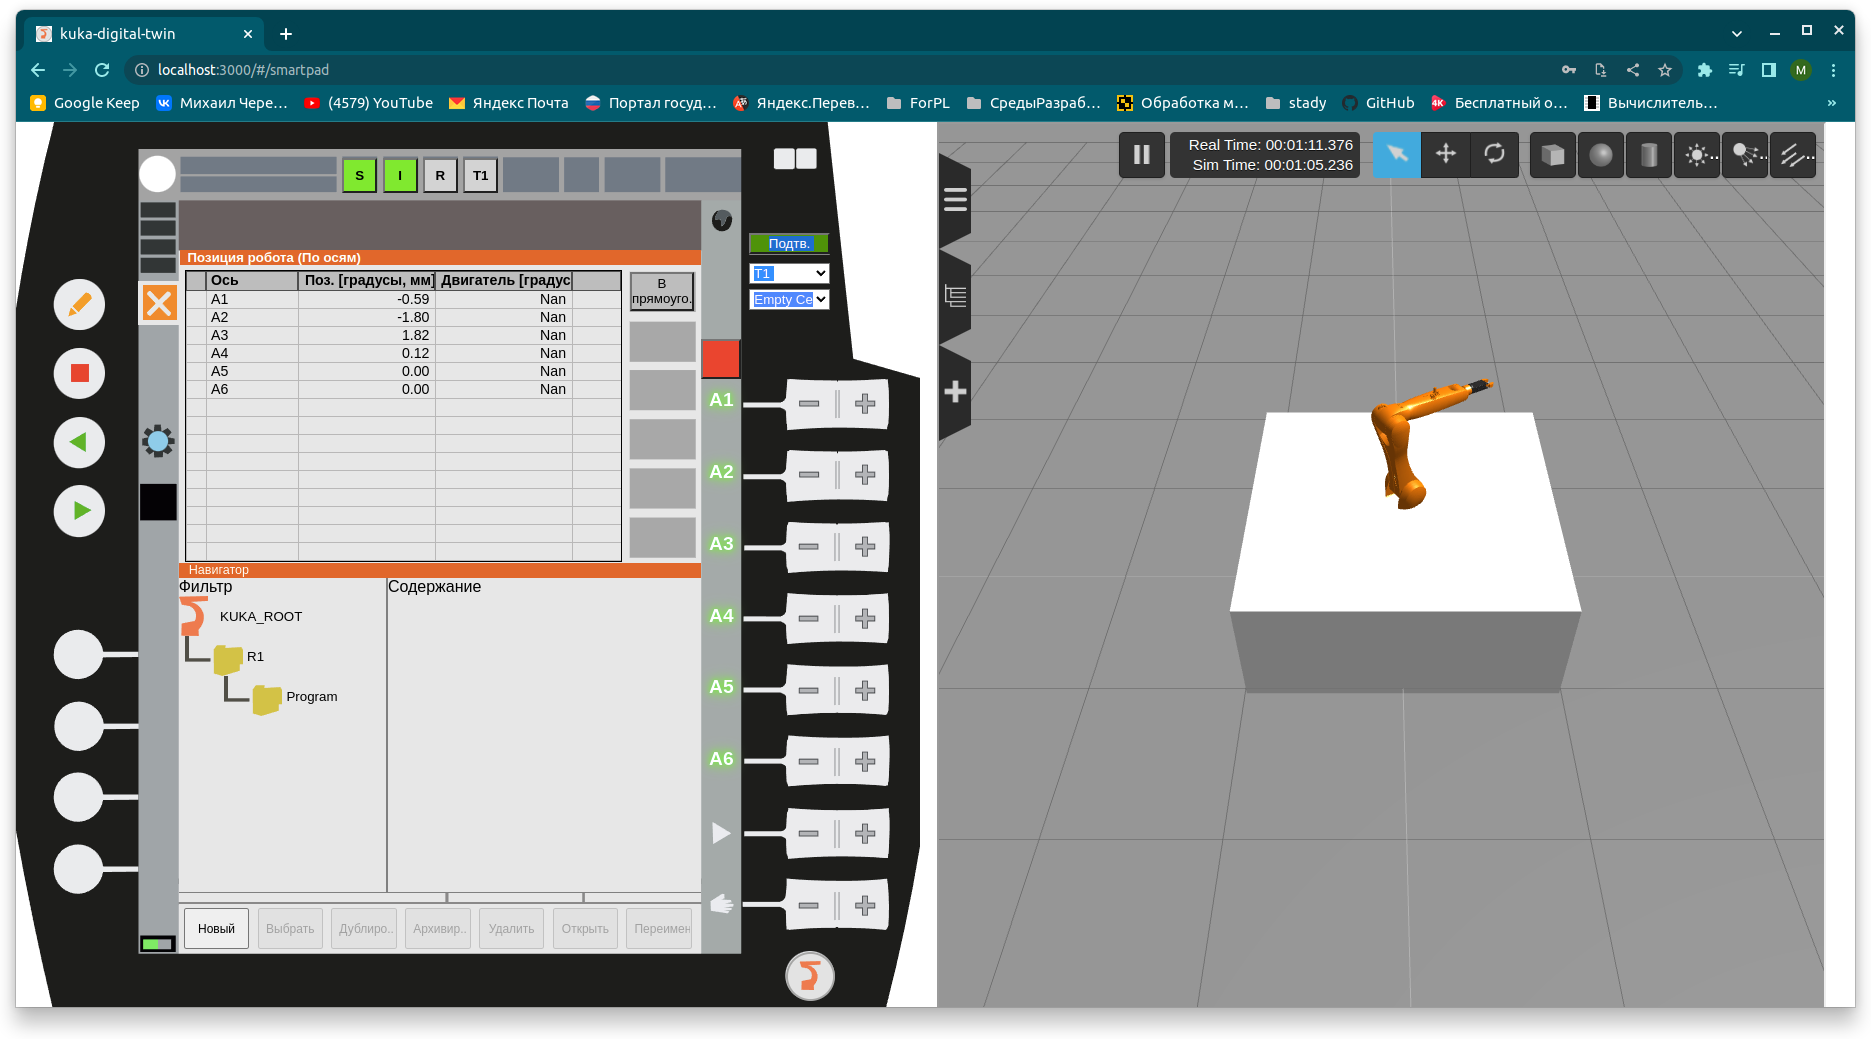 kuka-digital-twin
localhost:3000/#/smartpad
M
Google Keep
Михаил Чере...
(4579) YouTube
Яндекс Почта
Портал госуд...
Яндекс.Перев...
ForPL
СредыРазраб...
Обработка м...
stady
GitHub
Бесплатный о...
Вычислитель...
»
S I R T1
Real Time: 00:01:11.376
Sim Time: 00:01:05.236
Подтв.
T1
Empty Ce
Позиция робота (По осям)
Ось Поз. [градусы, мм] Двигатель [градус
A1 -0.59 Nan
A2 -1.80 Nan
A3 1.82 Nan
A4 0.12 Nan
A5 0.00 Nan
A6 0.00 Nan
В
прямоуго.
A1
A2
A3
A4
A5
A6
Навигатор
Фильтр
Содержание
KUKA_ROOT
R1
Program
Новый
Выбрать
Дублиро..
Архивир..
Удалить
Открыть
Переимен